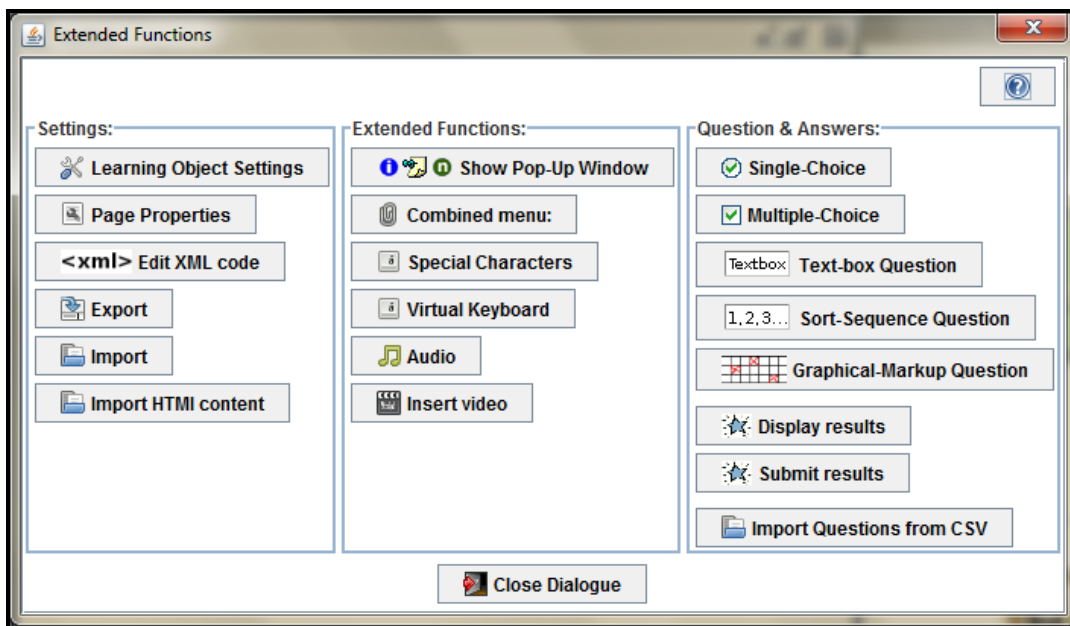 Extended Functions
Settings:
Learning Object Settings
Page Properties
<xml> Edit XML code
Export
Import
Import HTMl content
Extended Functions:
i n Show Pop-Up Window
Combined menu:
á Special Characters
á Virtual Keyboard
Audio
Insert video
Question & Answers:
Single-Choice
Multiple-Choice
Textbox Text-box Question
1,2,3... Sort-Sequence Question
Graphical-Markup Question
Display results
Submit results
Import Questions from CSV
Close Dialogue